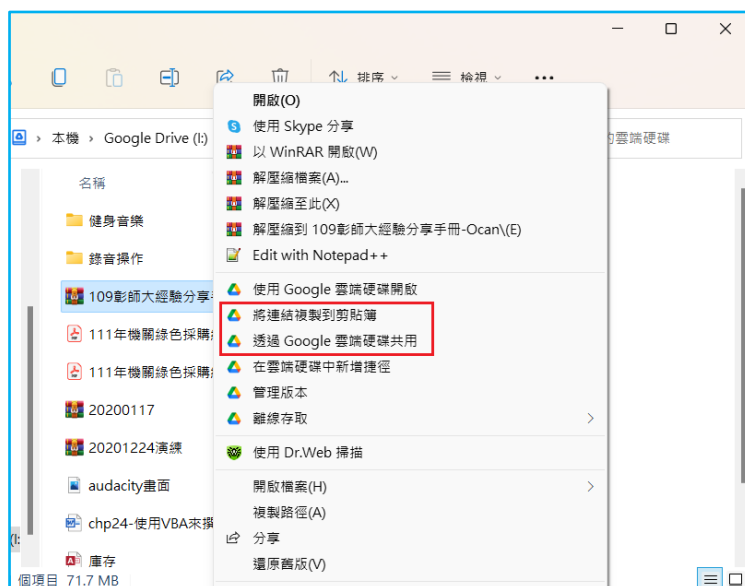 排序
檢視
本機 › Google Drive (I:)
的雲端硬碟
名稱
健身音樂
錄音操作
109彰師大經驗分享
111年機關綠色採購
111年機關綠色採購
20200117
20201224演練
audacity畫面
chp24-使用VBA來撰
庫存
(I:
個項目 71.7 MB
開啟(O)
使用 Skype 分享
以 WinRAR 開啟(W)
解壓縮檔案(A)...
解壓縮至此(X)
解壓縮到 109彰師大經驗分享手冊-Ocan\(E)
Edit with Notepad++
使用 Google 雲端硬碟開啟
將連結複製到剪貼簿
透過 Google 雲端硬碟共用
在雲端硬碟中新增捷徑
管理版本
離線存取
使用 Dr.Web 掃描
開啟檔案(H)
複製路徑(A)
分享
還原舊版(V)